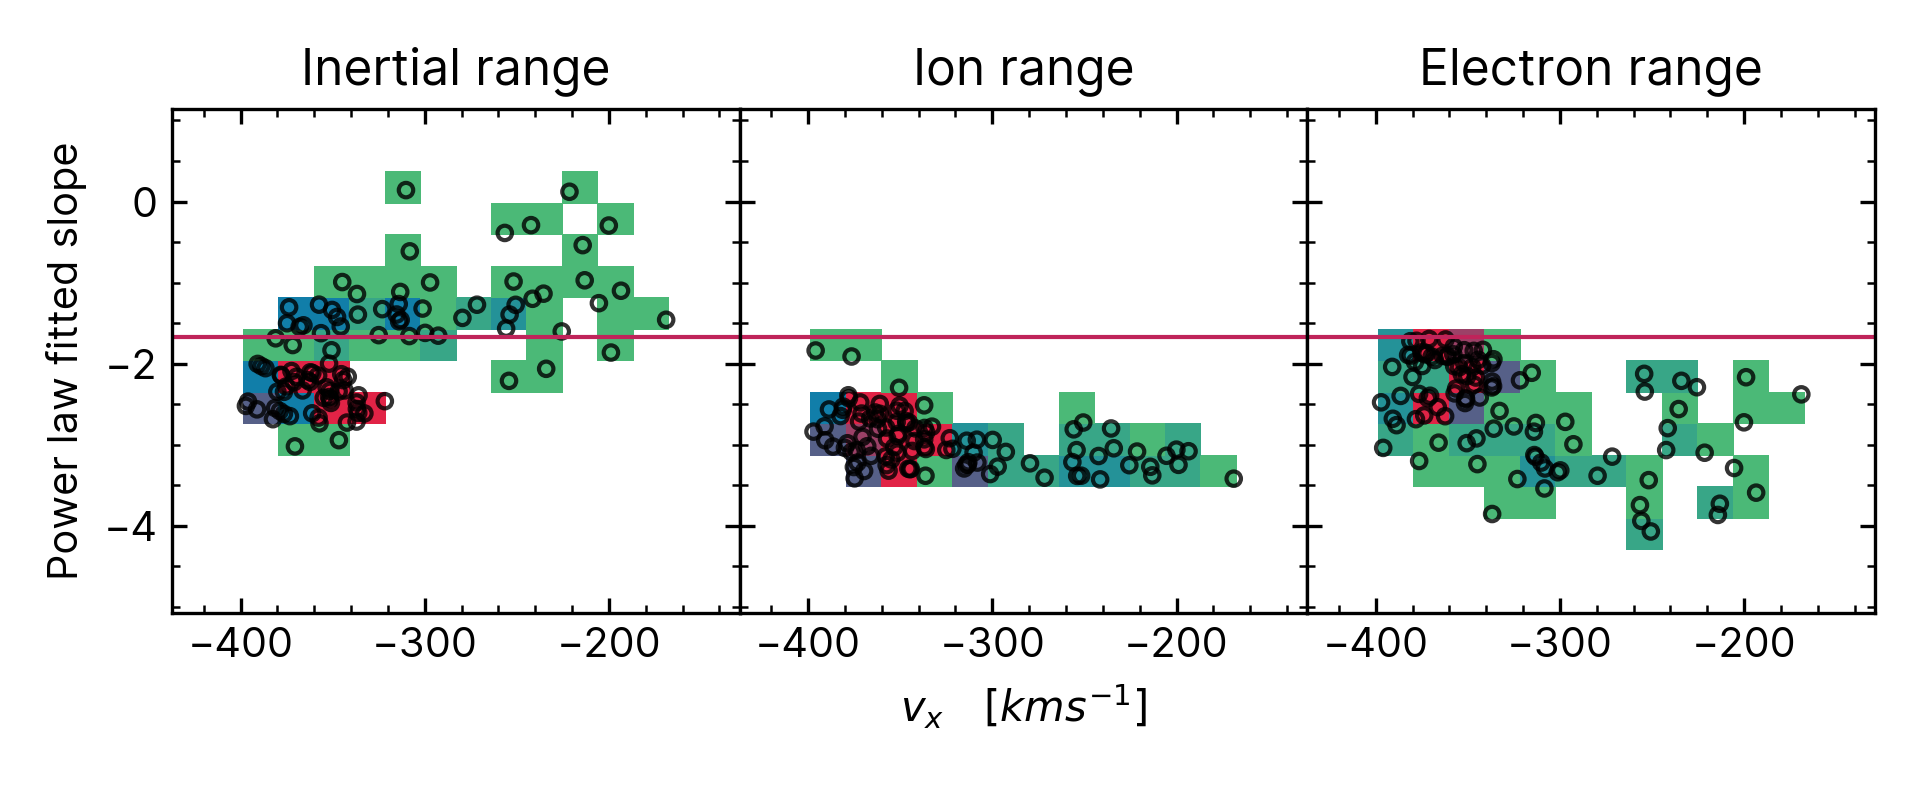 Inertial range Ion range Electron range
Power law fitted slope
0
−2
−4
−400 −300 −200 −400 −300 −200 −400 −300 −200
vₓ [kms⁻¹]